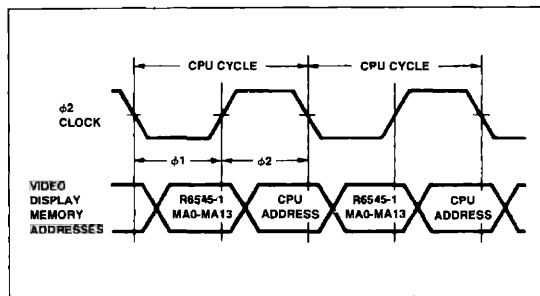 CPU CYCLE CPU CYCLE
ϕ2
CLOCK
ϕ1 ϕ2
VIDEO
DISPLAY
MEMORY
ADDRESSES
R6545-1
MA0-MA13
CPU
ADDRESS
R6545-1
MA0-MA13
CPU
ADDRESS